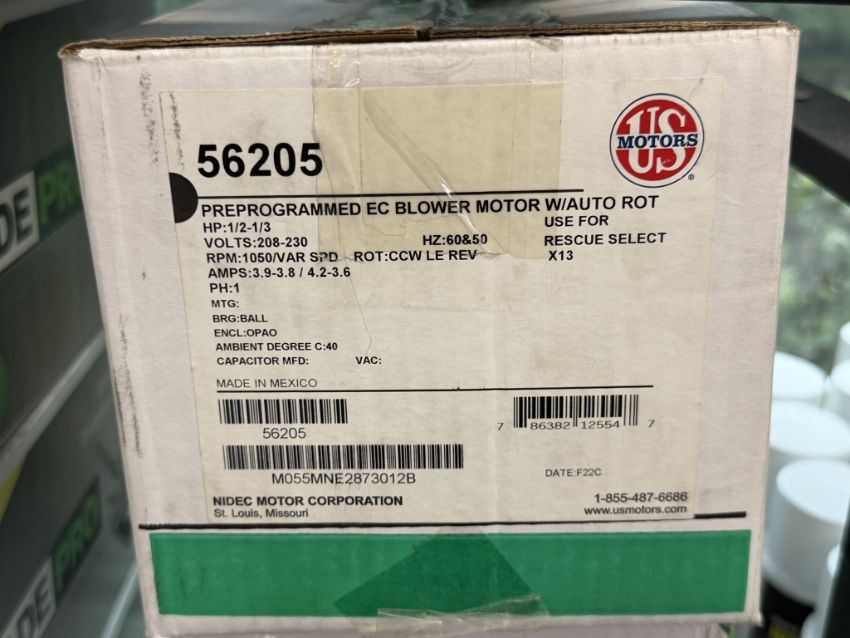 US
MOTORS
®
56205
PREPROGRAMMED EC BLOWER MOTOR W/AUTO ROT
HP:1/2-1/3 USE FOR
VOLTS:208-230 HZ:60&50 RESCUE SELECT
RPM:1050/VAR SPD ROT:CCW LE REV X13
AMPS:3.9-3.8 / 4.2-3.6
PH:1
MTG:
BRG:BALL
ENCL:OPAO
AMBIENT DEGREE C:40
CAPACITOR MFD: VAC:
MADE IN MEXICO
56205
7 86382 12554 7
M055MNE2873012B
DATE:F22C
NIDEC MOTOR CORPORATION 1-855-487-6686
St. Louis, Missouri www.usmotors.com
DE PRO
DE PRO